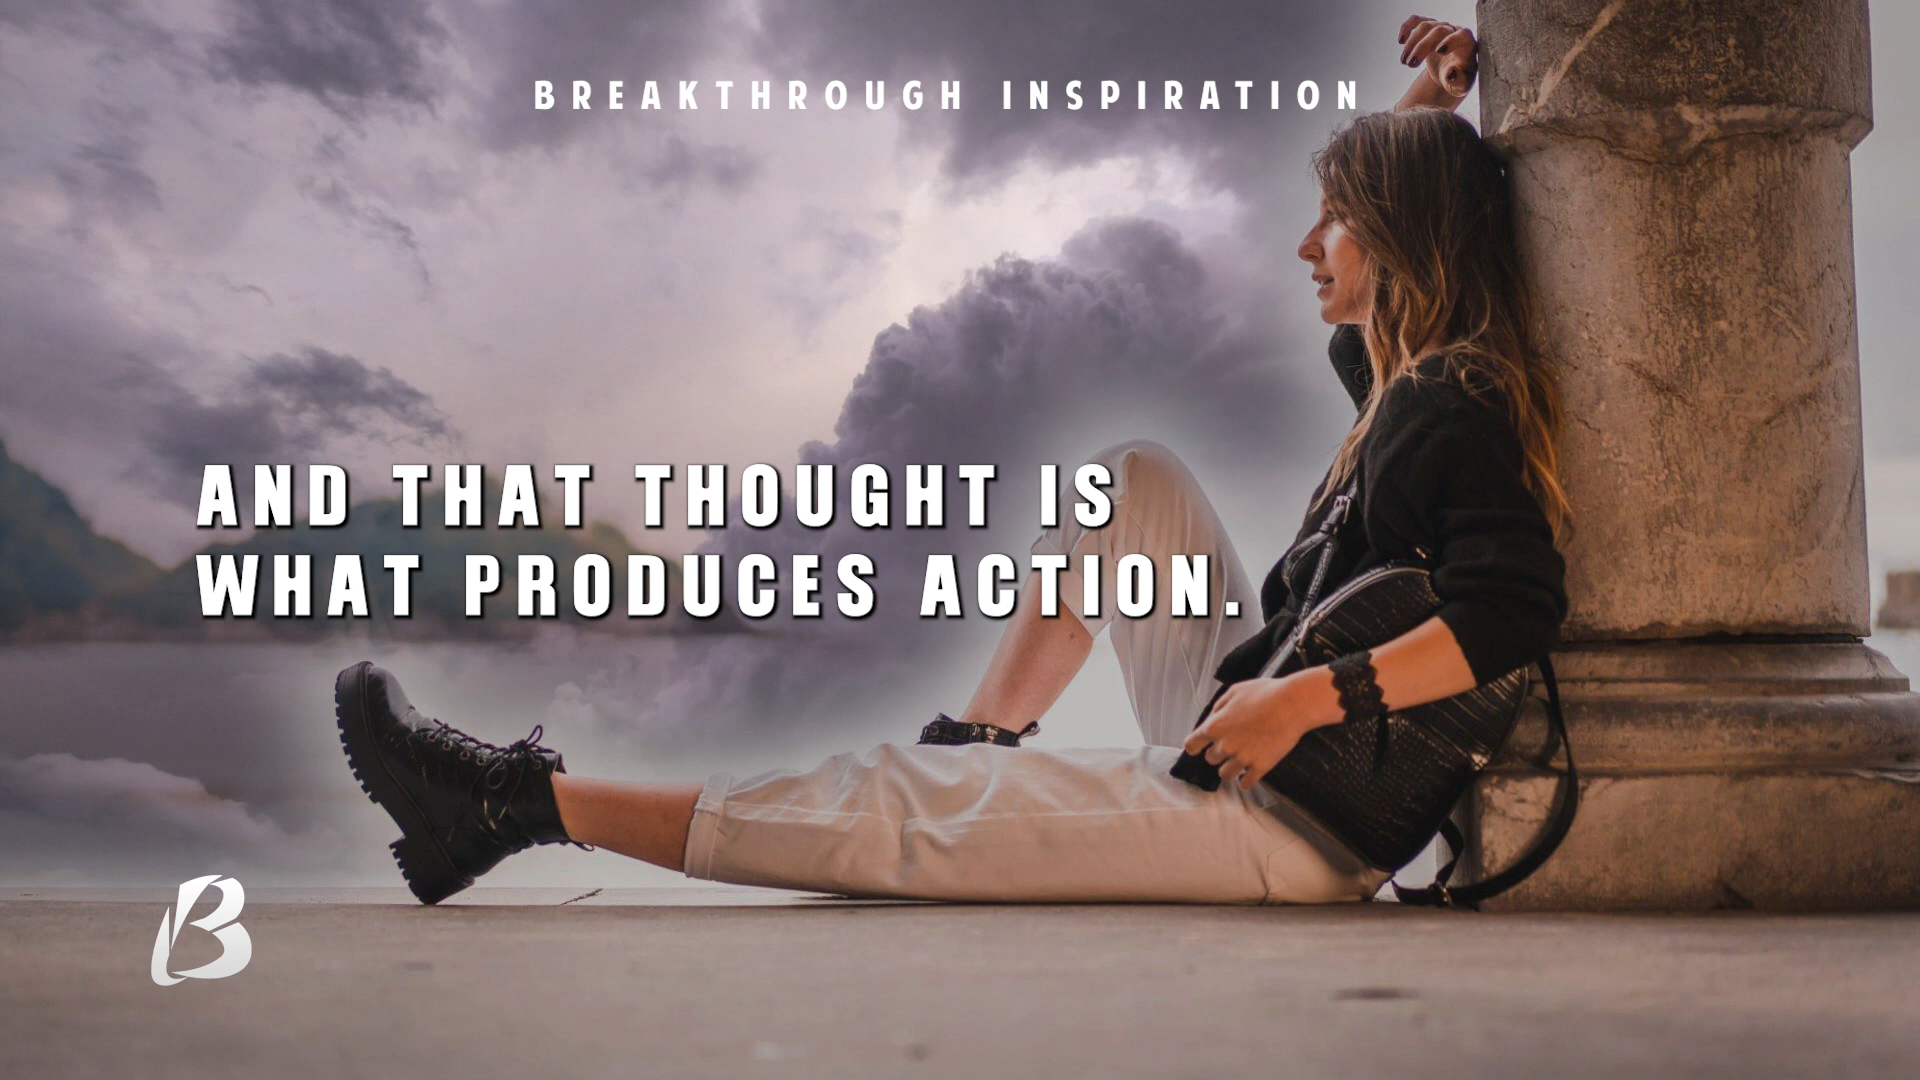 BREAKTHROUGH INSPIRATION
AND THAT THOUGHT IS
WHAT PRODUCES ACTION.
B